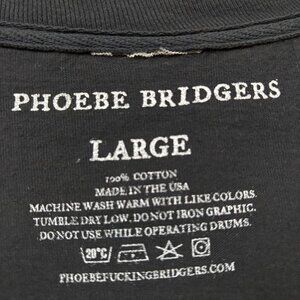 PHOEBE BRIDGERS
LARGE
100% COTTON
MADE IN THE USA
MACHINE WASH WARM WITH LIKE COLORS.
TUMBLE DRY LOW. DO NOT IRON GRAPHIC.
DO NOT USE WHILE OPERATING DRUMS.
20°C
PHOEBEFUCKINGBRIDGERS.COM